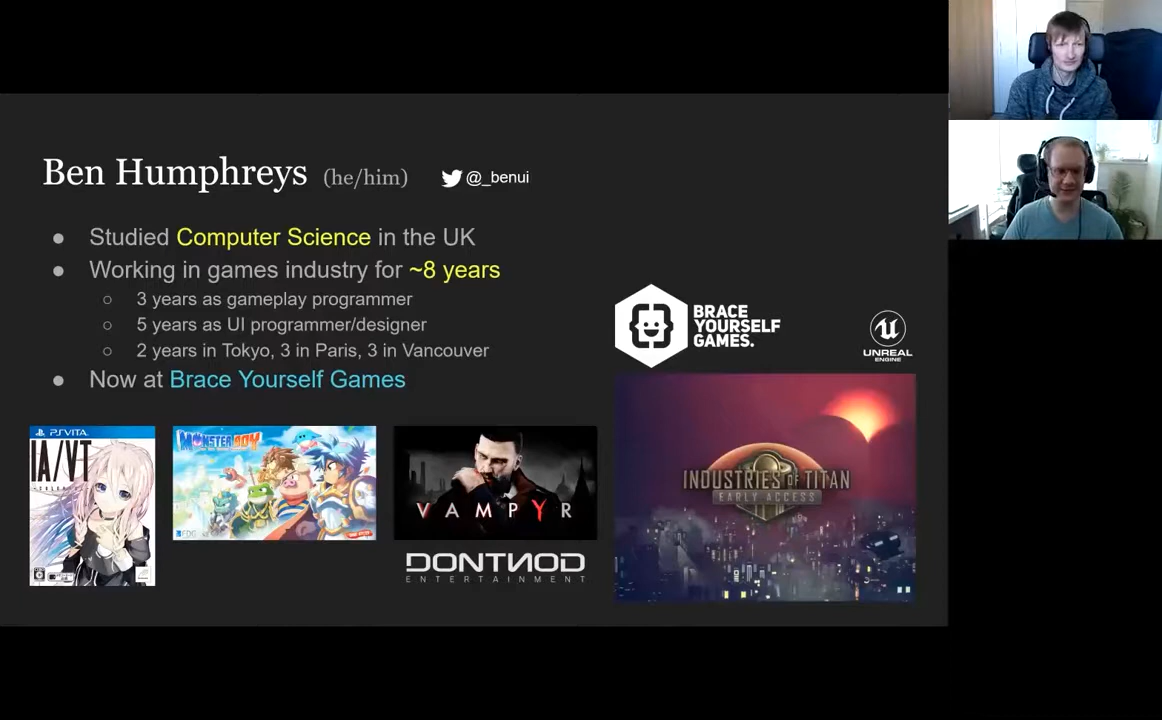 Ben Humphreys (he/him) @_benui
● Studied Computer Science in the UK
● Working in games industry for ~8 years
○ 3 years as gameplay programmer
○ 5 years as UI programmer/designer
○ 2 years in Tokyo, 3 in Paris, 3 in Vancouver
● Now at Brace Yourself Games
BRACE
YOURSELF
GAMES.
UNREAL
ENGINE
PSVITA
IA/VT
MONSTER BOY
VAMPYR
DONTNOD
ENTERTAINMENT
INDUSTRIES OF TITAN
EARLY ACCESS